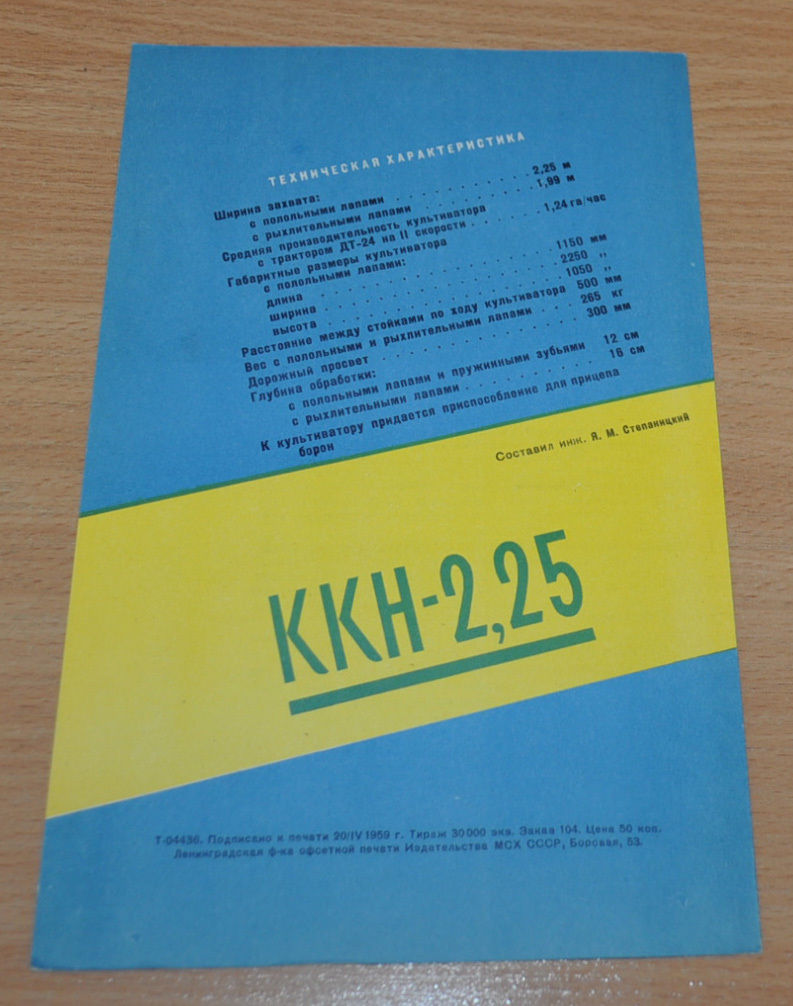 ТЕХНИЧЕСКАЯ ХАРАКТЕРИСТИКА
Ширина захвата:
с полольными лапами . . . . . . . . . . 2,25 м
с рыхлительными лапами . . . . . . . . . 1,99 м
Средняя производительность культиватора
с трактором ДТ-24 на II скорости . . . . . 1,24 га/час
Габаритные размеры культиватора
с полольными лапами:
длина . . . . . . . . . . . . . . . 1150 мм
ширина . . . . . . . . . . . . . . 2250 „
высота . . . . . . . . . . . . . . 1050 „
Расстояние между стойками по ходу культиватора 500 мм
Вес с полольными и рыхлительными лапами . . 265 кг
Дорожный просвет . . . . . . . . . . . . 300 мм
Глубина обработки:
с полольными лапами и пружинными зубьями 12 см
с рыхлительными лапами . . . . . . . . . 16 см
К культиватору придается приспособление для прицепа
борон
Составил инж. Я. М. Степаницкий
ККН-2,25
Т-04436. Подписано к печати 20/IV 1959 г. Тираж 30 000 экз. Заказ 104. Цена 50 коп.
Ленинградская ф-ка офсетной печати Издательства МСХ СССР, Боровая, 53.